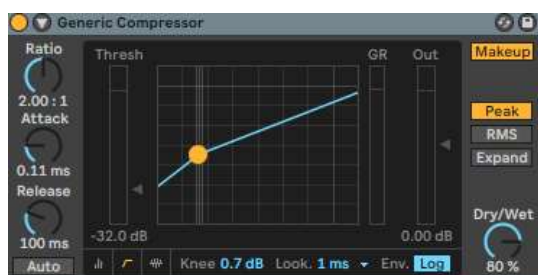 Generic Compressor
Ratio
2.00 : 1
Attack
0.11 ms
Release
100 ms
Auto
Thresh
-32.0 dB
GR
Out
0.00 dB
Knee 0.7 dB Look. 1 ms Env. Log
Makeup
Peak
RMS
Expand
Dry/Wet
80 %